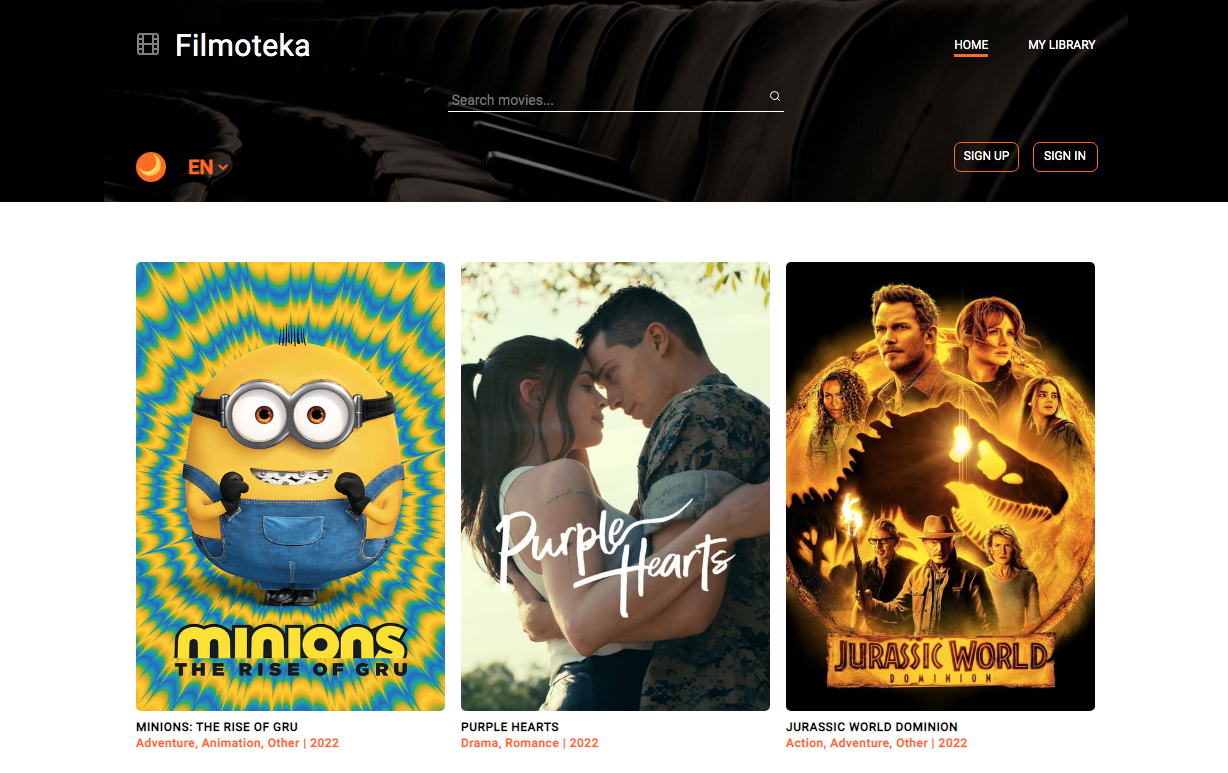 Filmoteka
HOME
MY LIBRARY
Search movies...
EN
SIGN UP
SIGN IN
minions
THE RISE OF GRU
Purple
Hearts
JURASSIC WORLD
DOMINION
MINIONS: THE RISE OF GRU
Adventure, Animation, Other | 2022
PURPLE HEARTS
Drama, Romance | 2022
JURASSIC WORLD DOMINION
Action, Adventure, Other | 2022